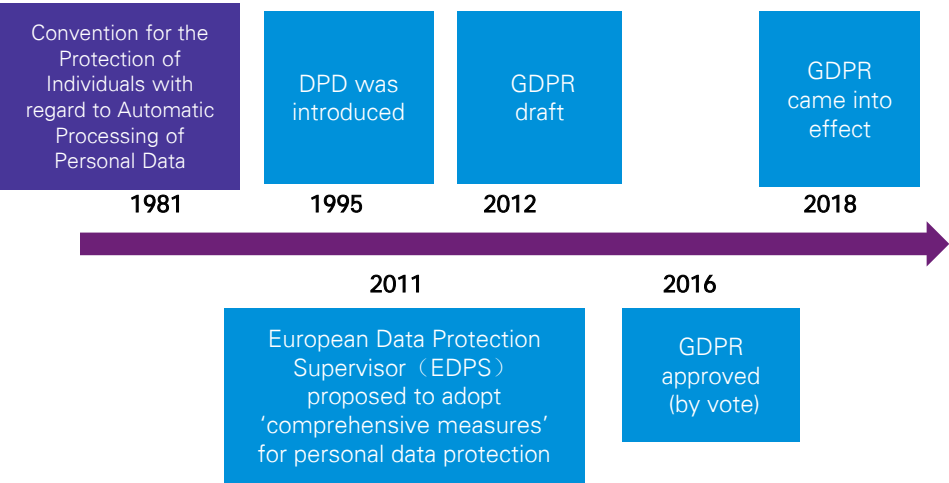 Convention for the
Protection of
Individuals with
regard to Automatic
Processing of
Personal Data
DPD was
introduced
GDPR
draft
GDPR
came into
effect
1981
1995
2012
2018
2011
2016
European Data Protection
Supervisor（EDPS）
proposed to adopt
‘comprehensive measures’
for personal data protection
GDPR
approved
(by vote)